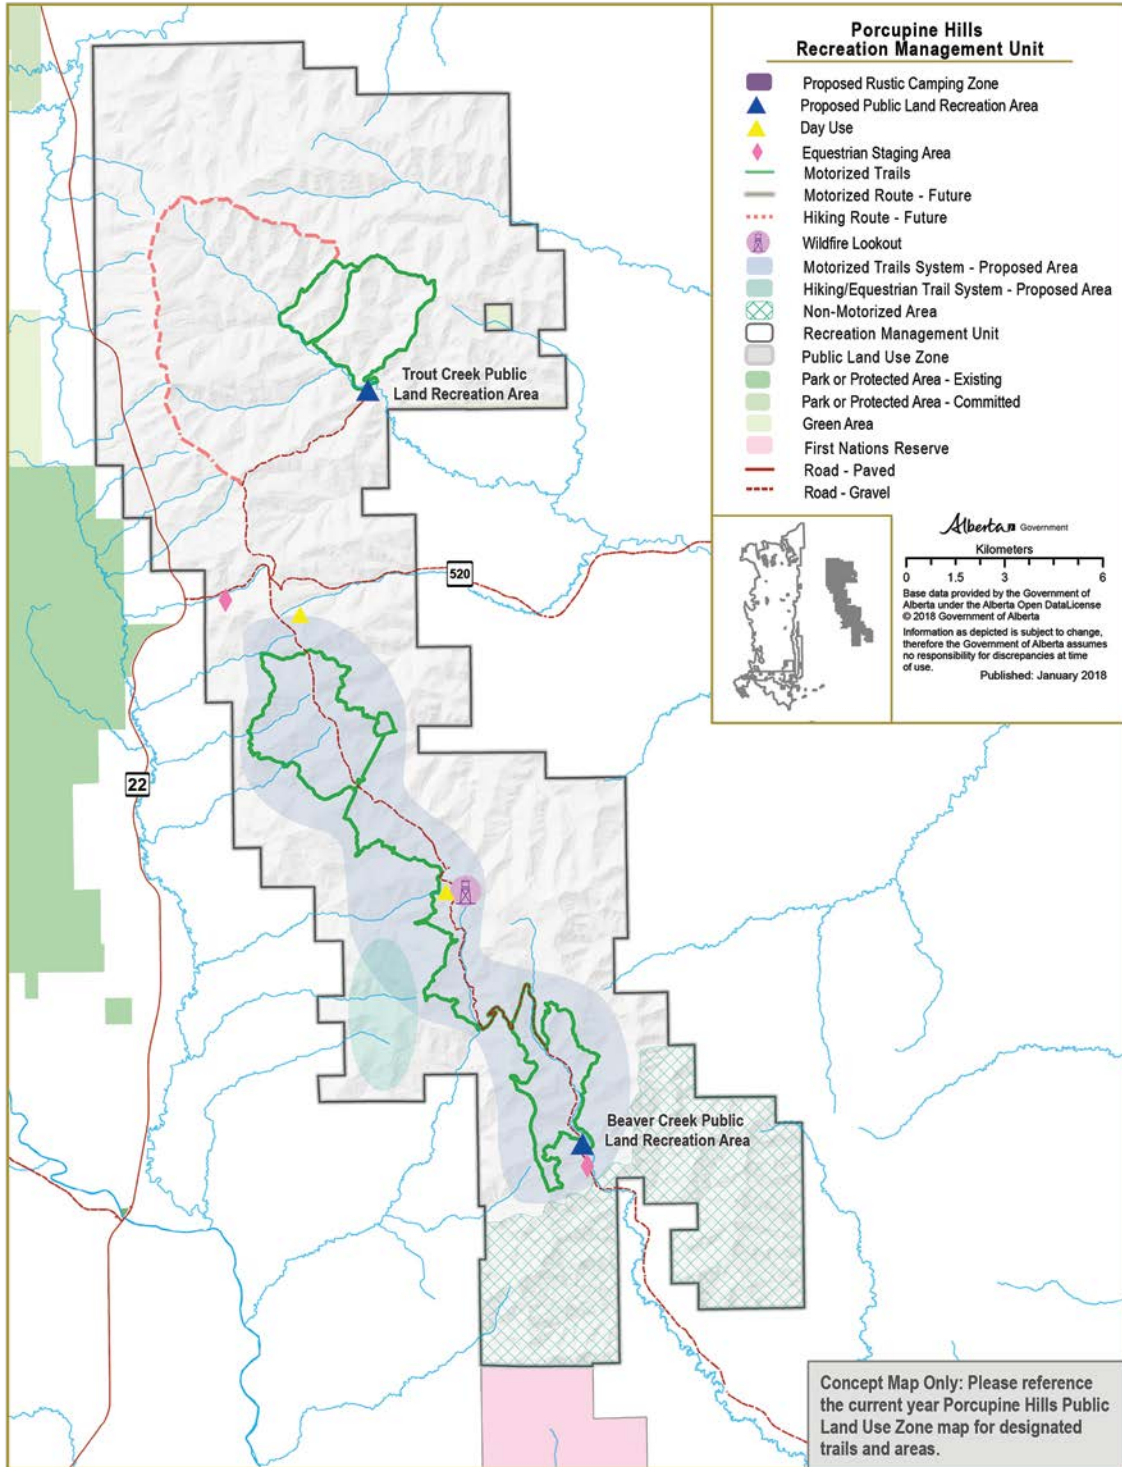 Porcupine Hills
Recreation Management Unit
Proposed Rustic Camping Zone
Proposed Public Land Recreation Area
Day Use
Equestrian Staging Area
Motorized Trails
Motorized Route - Future
Hiking Route - Future
Wildfire Lookout
Motorized Trails System - Proposed Area
Hiking/Equestrian Trail System - Proposed Area
Non-Motorized Area
Recreation Management Unit
Public Land Use Zone
Park or Protected Area - Existing
Park or Protected Area - Committed
Green Area
First Nations Reserve
Road - Paved
Road - Gravel
Alberta Government
Kilometers
0 1.5 3 6
Base data provided by the Government of
Alberta under the Alberta Open DataLicense
© 2018 Government of Alberta
Information as depicted is subject to change,
therefore the Government of Alberta assumes
no responsibility for discrepancies at time
of use.
Published: January 2018
Trout Creek Public
Land Recreation Area
520
22
Beaver Creek Public
Land Recreation Area
Concept Map Only: Please reference
the current year Porcupine Hills Public
Land Use Zone map for designated
trails and areas.